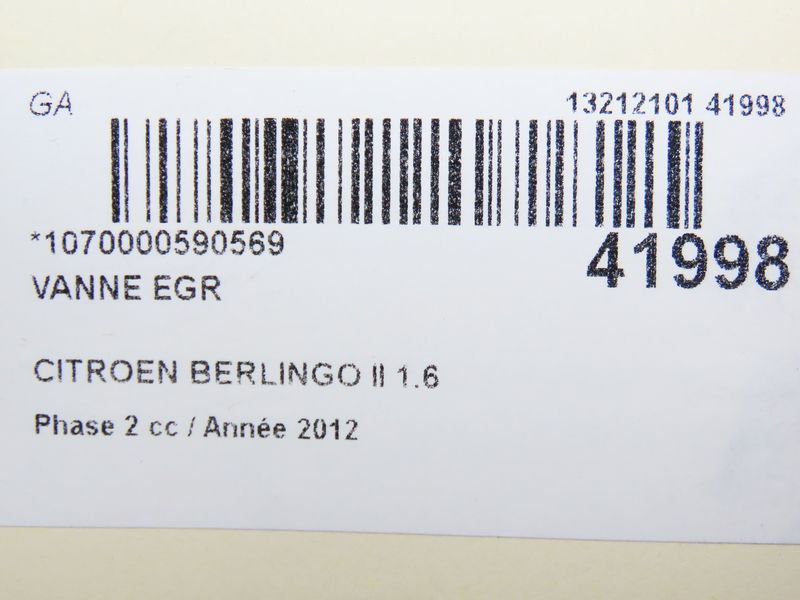 GA
13212101 41998
*1070000590569
41998
VANNE EGR
CITROEN BERLINGO II 1.6
Phase 2 cc / Année 2012